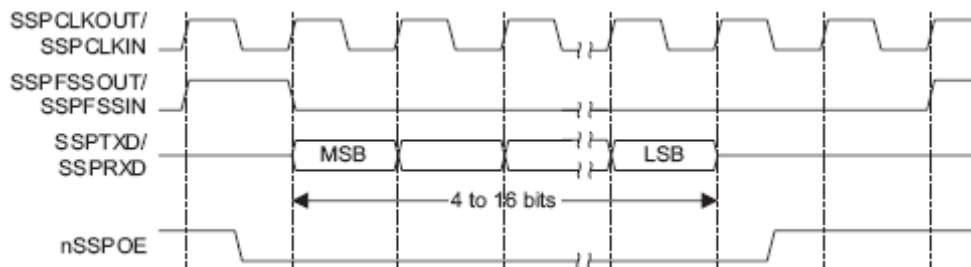 SSPCLKOUT/
SSPCLKIN
SSPFSSOUT/
SSPFSSIN
SSPTXD/
SSPRXD
MSB
LSB
4 to 16 bits
nSSPOE